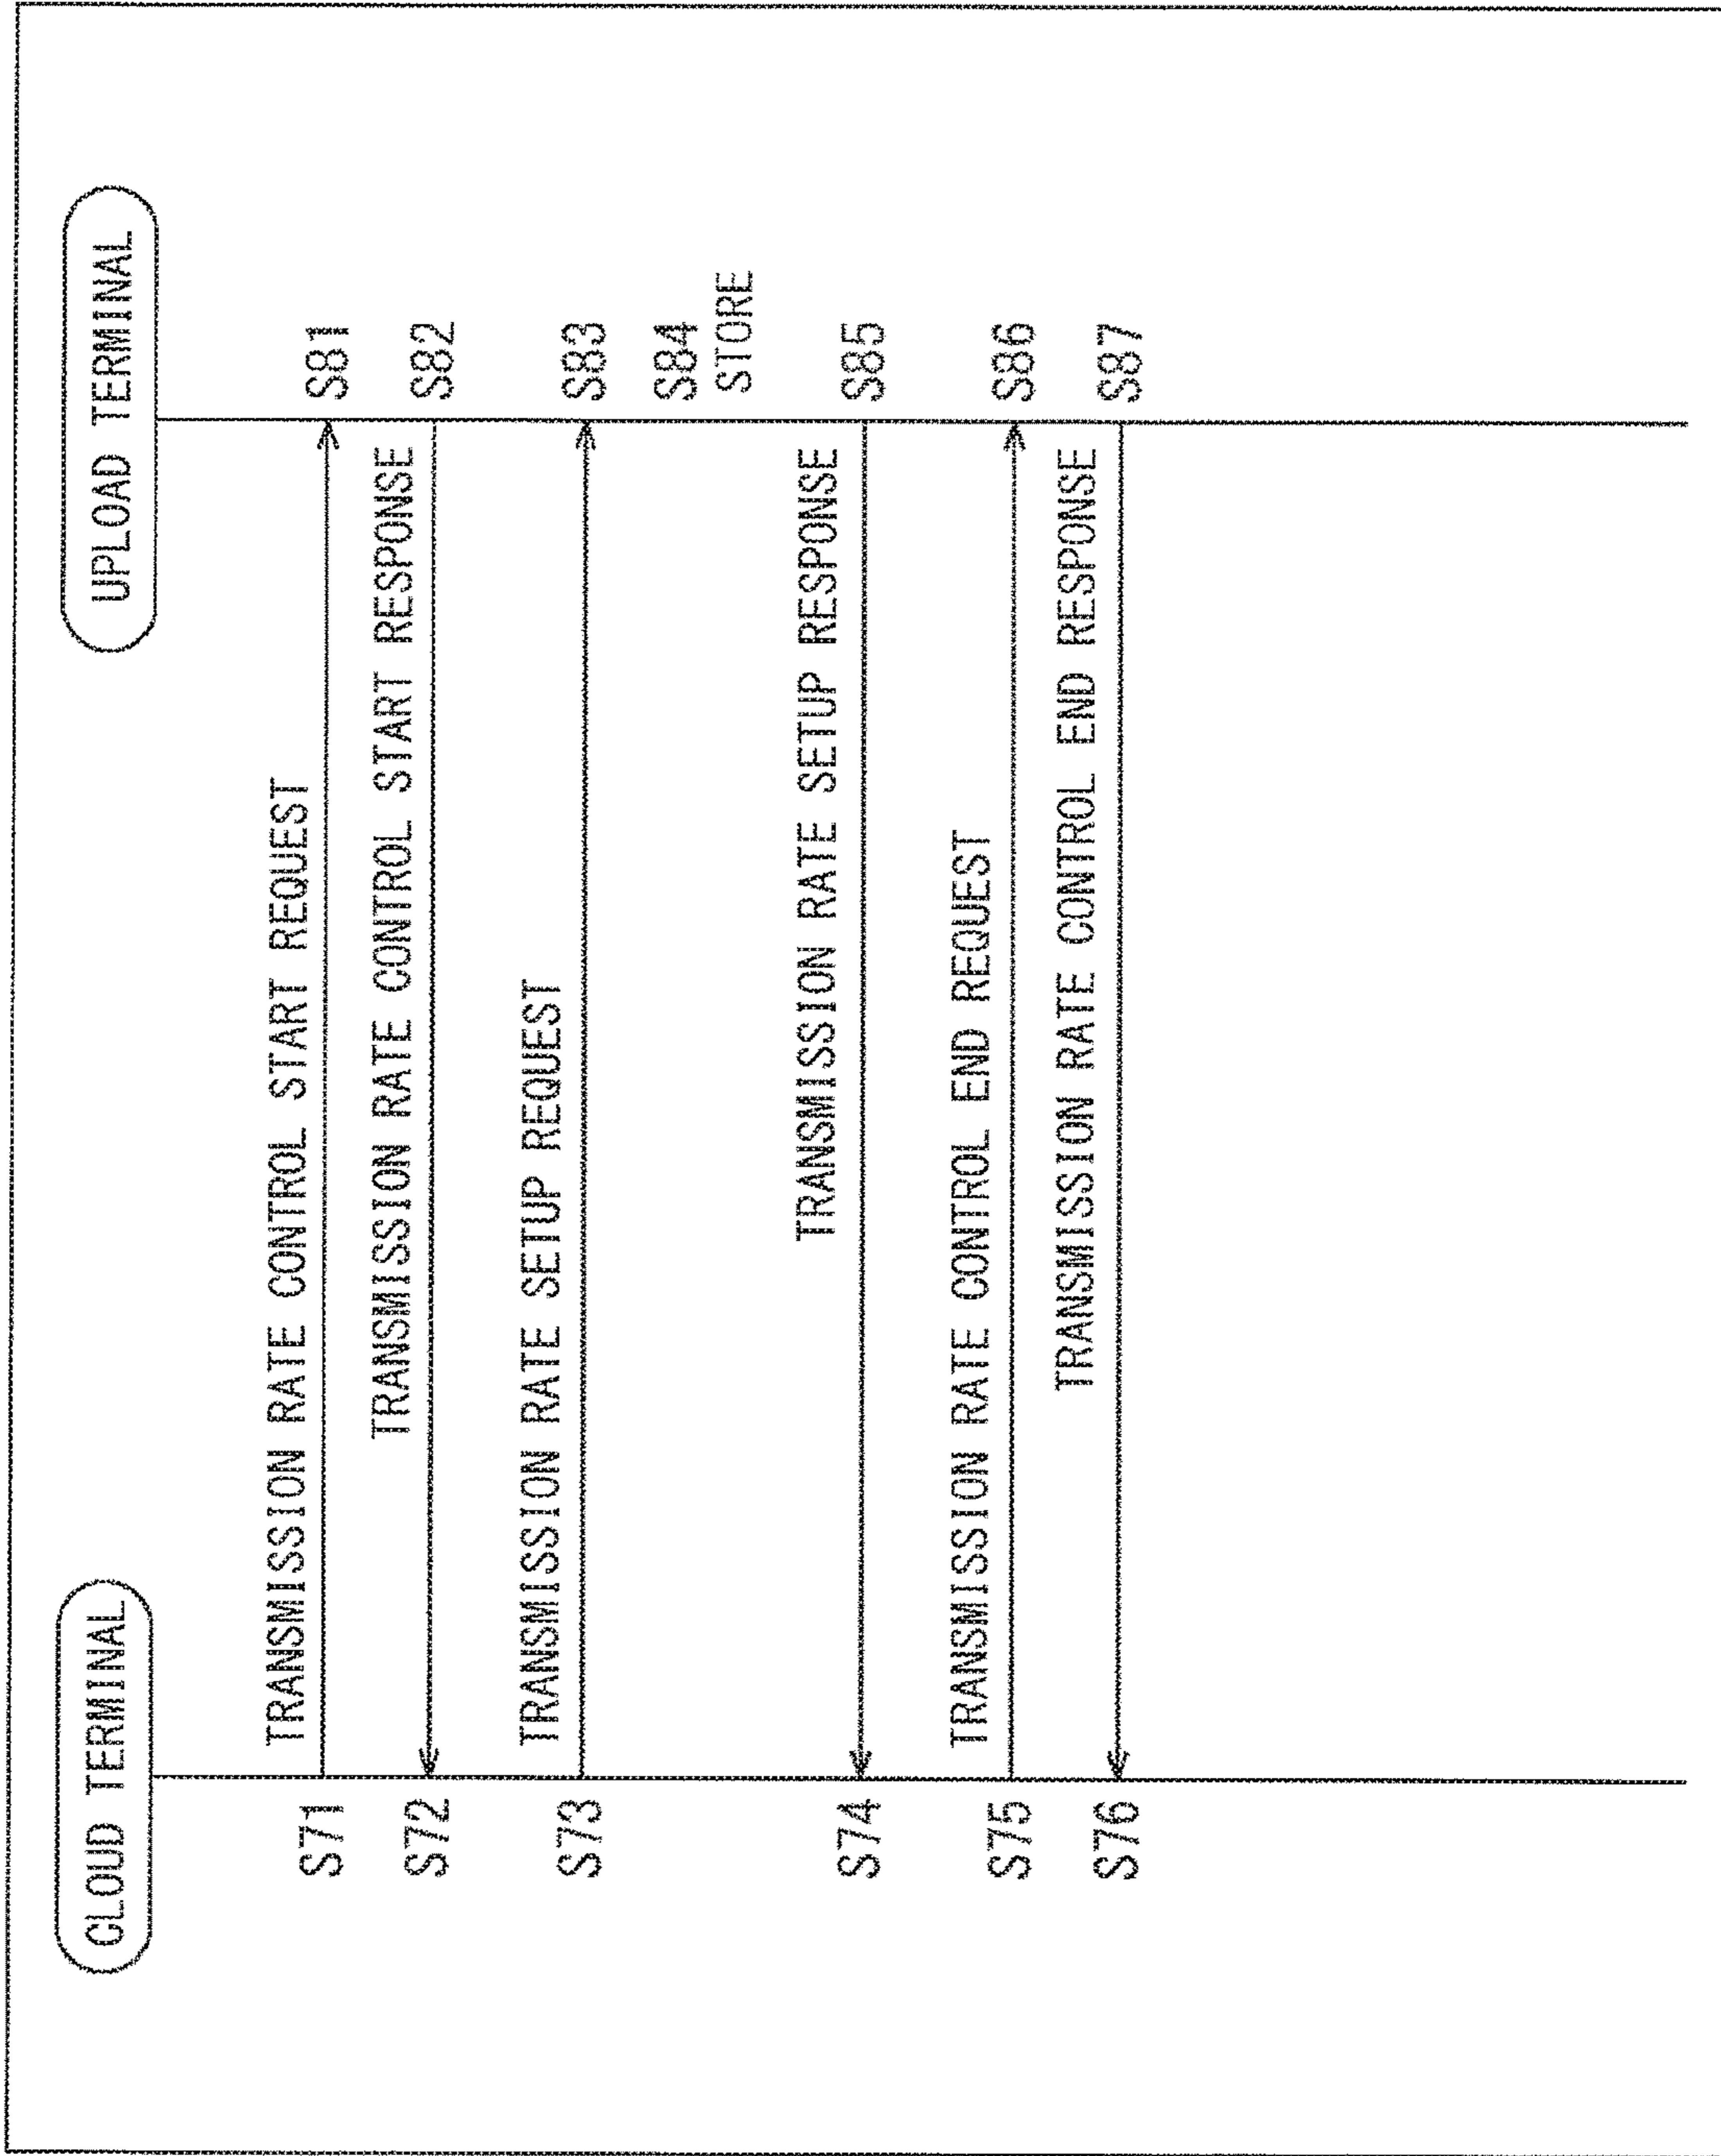 CLOUD TERMINAL
UPLOAD TERMINAL
TRANSMISSION RATE CONTROL START REQUEST
S71
S81
TRANSMISSION RATE CONTROL START RESPONSE
S72
S82
TRANSMISSION RATE SETUP REQUEST
S73
S83
S84
STORE
TRANSMISSION RATE SETUP RESPONSE
S74
S85
TRANSMISSION RATE CONTROL END REQUEST
S75
S86
TRANSMISSION RATE CONTROL END RESPONSE
S76
S87